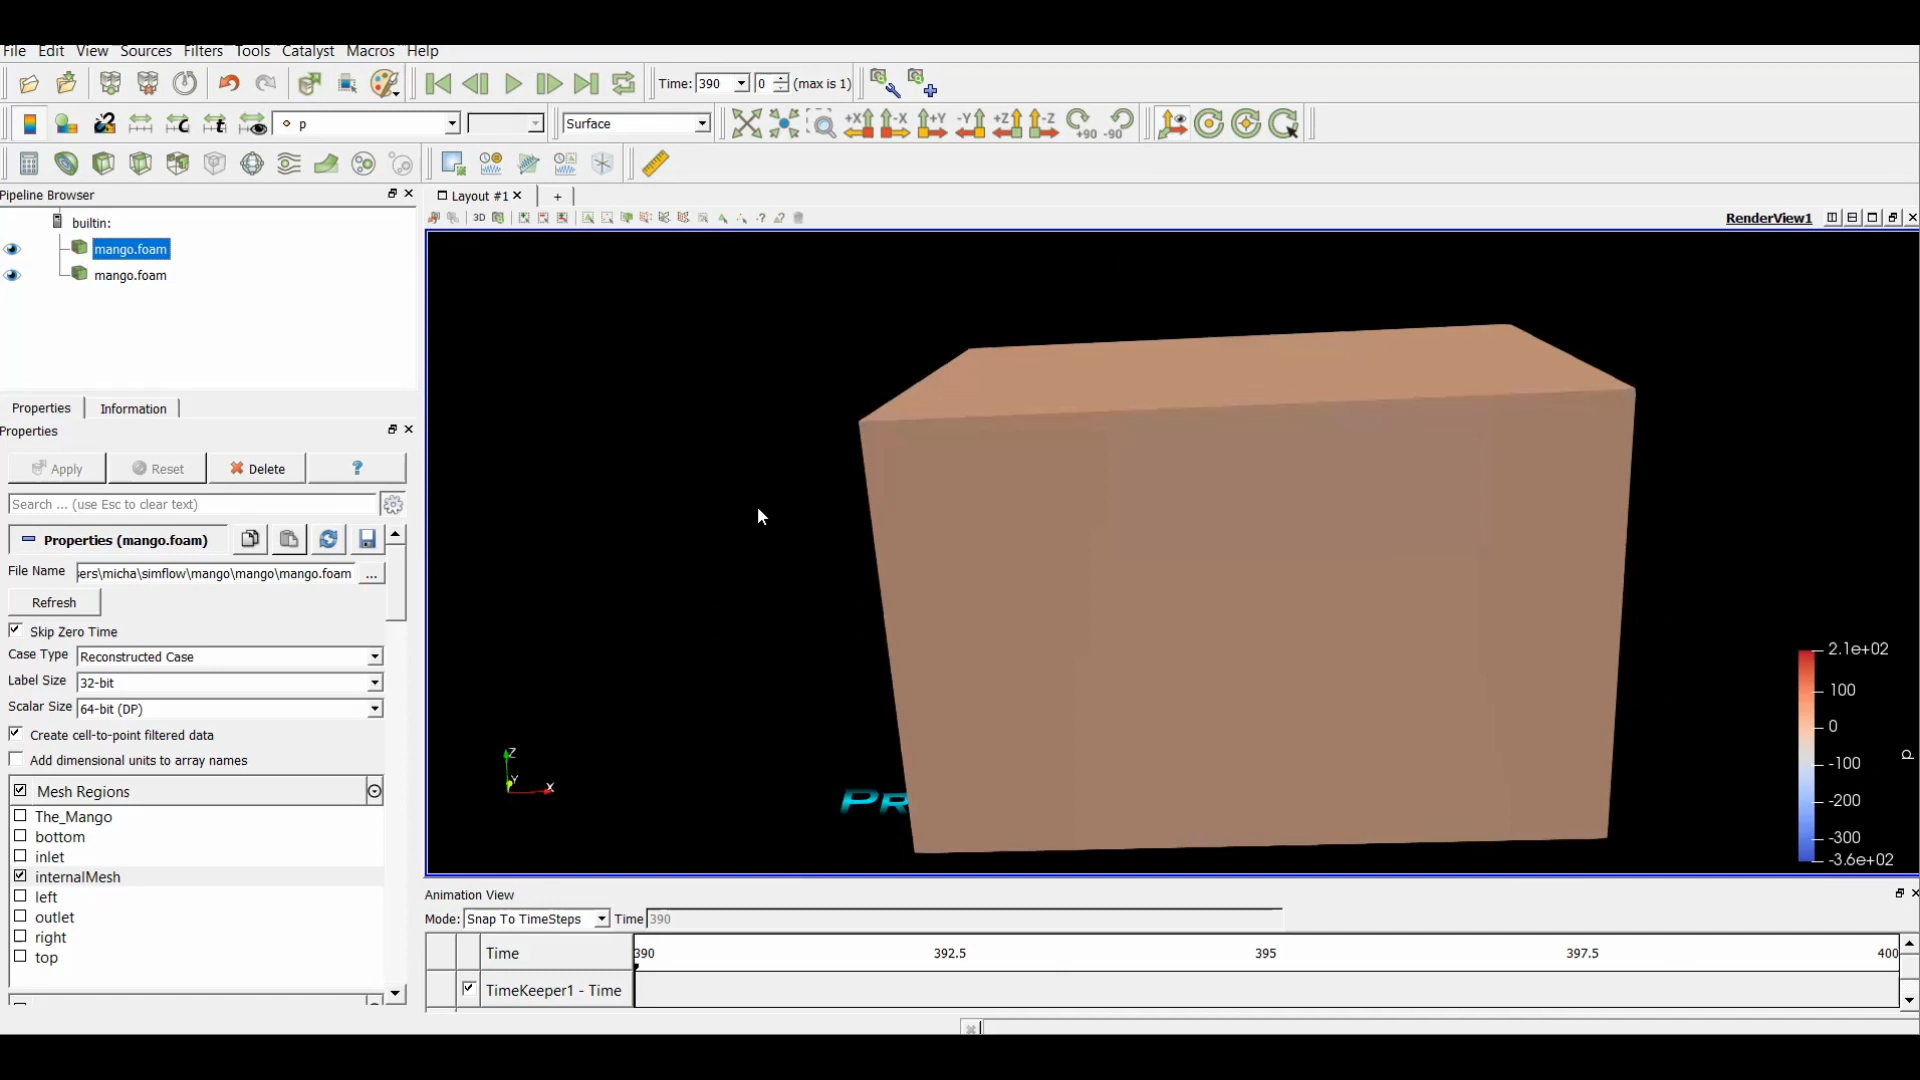 File Edit View Sources Filters Tools Catalyst Macros Help
Time: 390 0 (max is 1)
p Surface +X -X +Y -Y +Z -Z +90 -90
Pipeline Browser
Layout #1
3D
RenderView1
builtin:
mango.foam
mango.foam
Properties Information
Properties
Apply Reset Delete ?
Search ... (use Esc to clear text)
Properties (mango.foam)
File Name ers\micha\simflow\mango\mango\mango.foam ...
Refresh
Skip Zero Time
Case Type Reconstructed Case
Label Size 32-bit
Scalar Size 64-bit (DP)
Create cell-to-point filtered data
Add dimensional units to array names
Mesh Regions
The_Mango
bottom
inlet
internalMesh
left
outlet
right
top
Z
Y
X
2.1e+02
100
0
-100
-200
-300
-3.6e+02
p
Animation View
Mode: Snap To TimeSteps Time 390
Time 390 392.5 395 397.5 400
TimeKeeper1 - Time